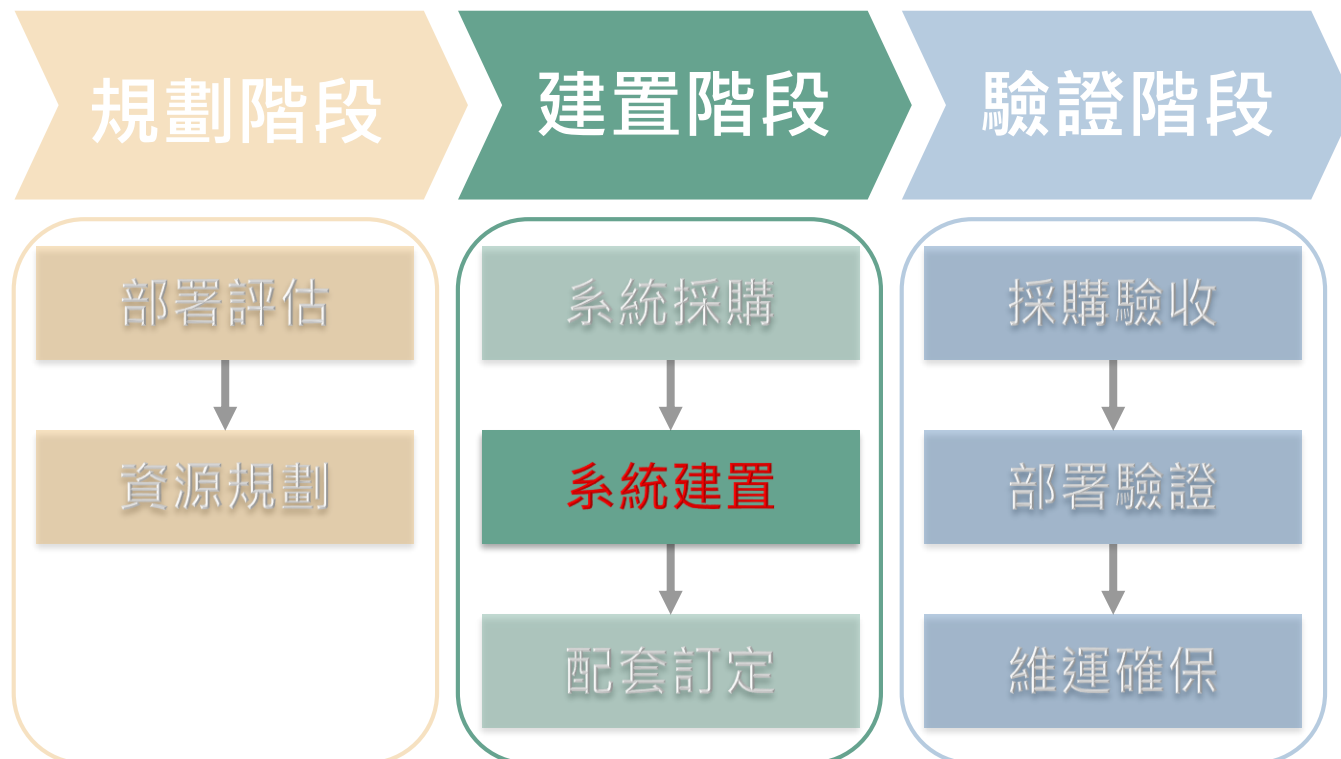 規劃階段
建置階段
驗證階段
部署評估
資源規劃
系統採購
系統建置
配套訂定
採購驗收
部署驗證
維運確保